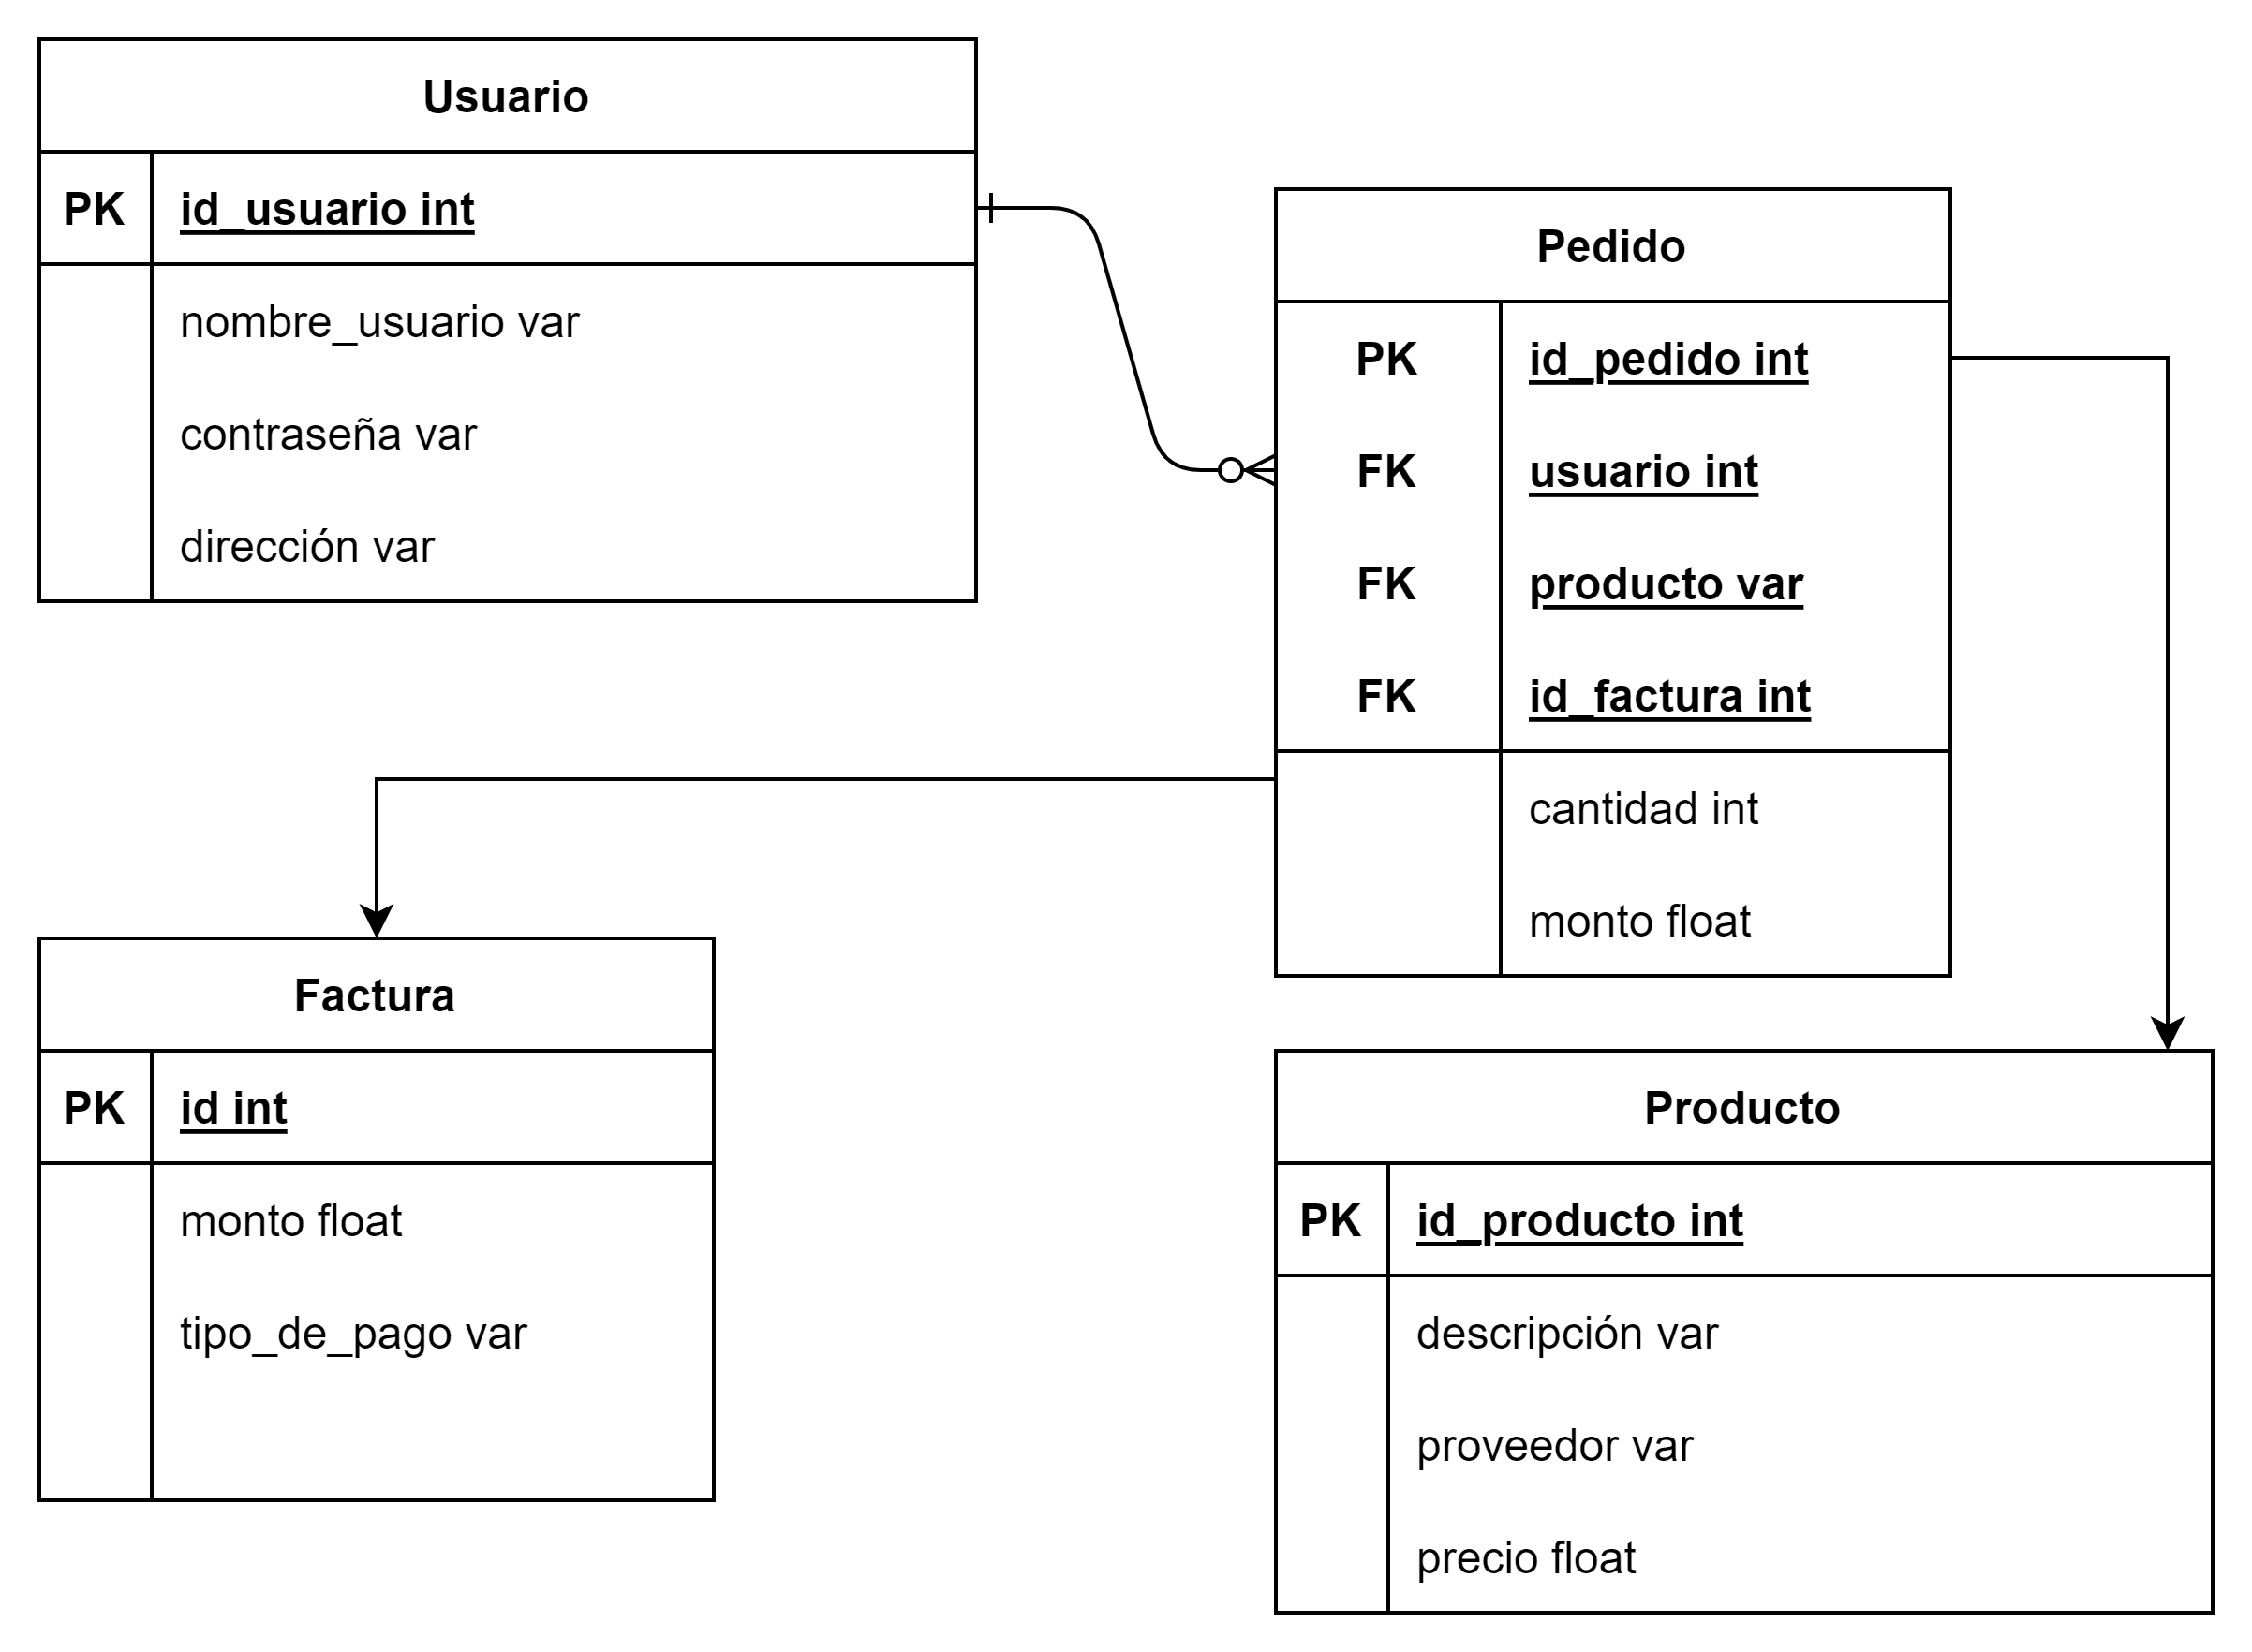 Usuario
PK id_usuario int
nombre_usuario var
contraseña var
dirección var
Pedido
PK id_pedido int
FK usuario int
FK producto var
FK id_factura int
cantidad int
monto float
Factura
PK id int
monto float
tipo_de_pago var
Producto
PK id_producto int
descripción var
proveedor var
precio float